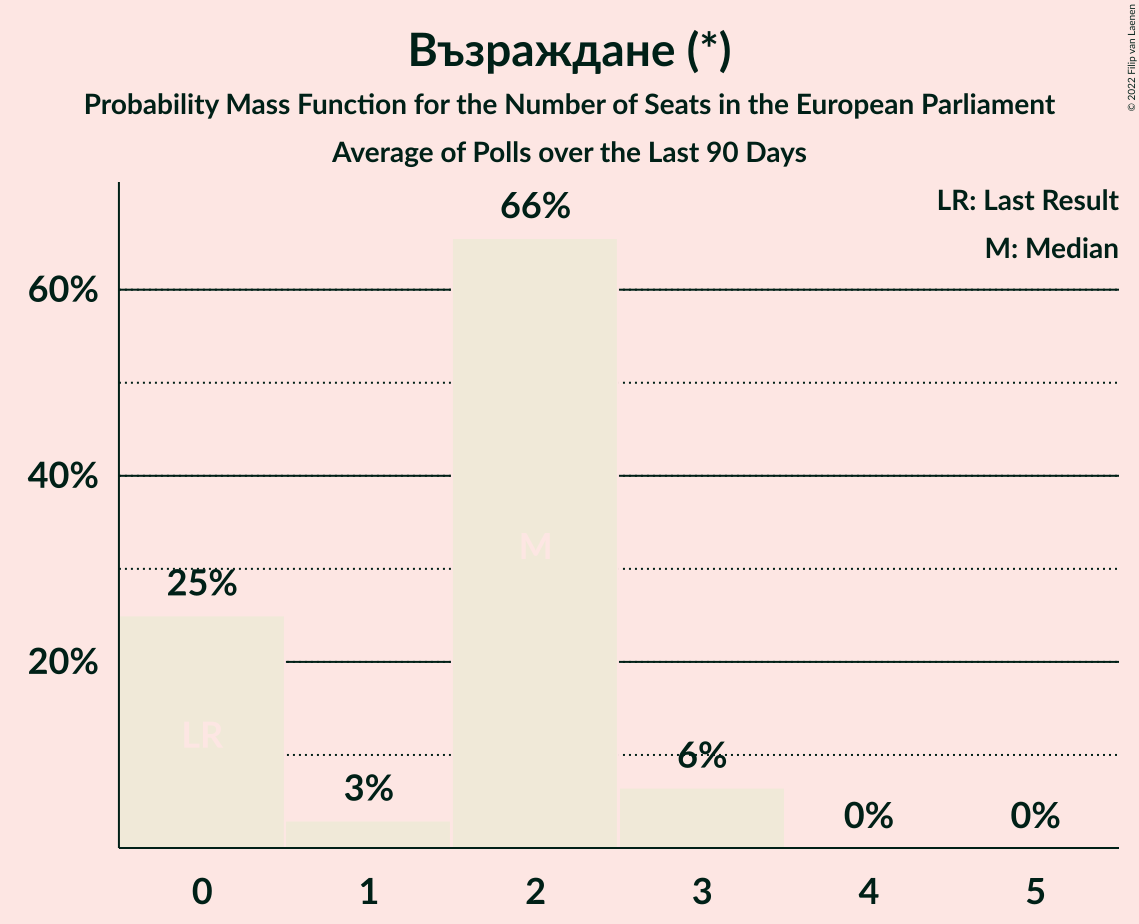 Възраждане (*)
Probability Mass Function for the Number of Seats in the European Parliament
Average of Polls over the Last 90 Days
© 2022 Filip van Laenen
LR: Last Result
M: Median
66%
60%
40%
M
25%
20%
LR
6%
3%
0%
0%
0
1
2
3
4
5